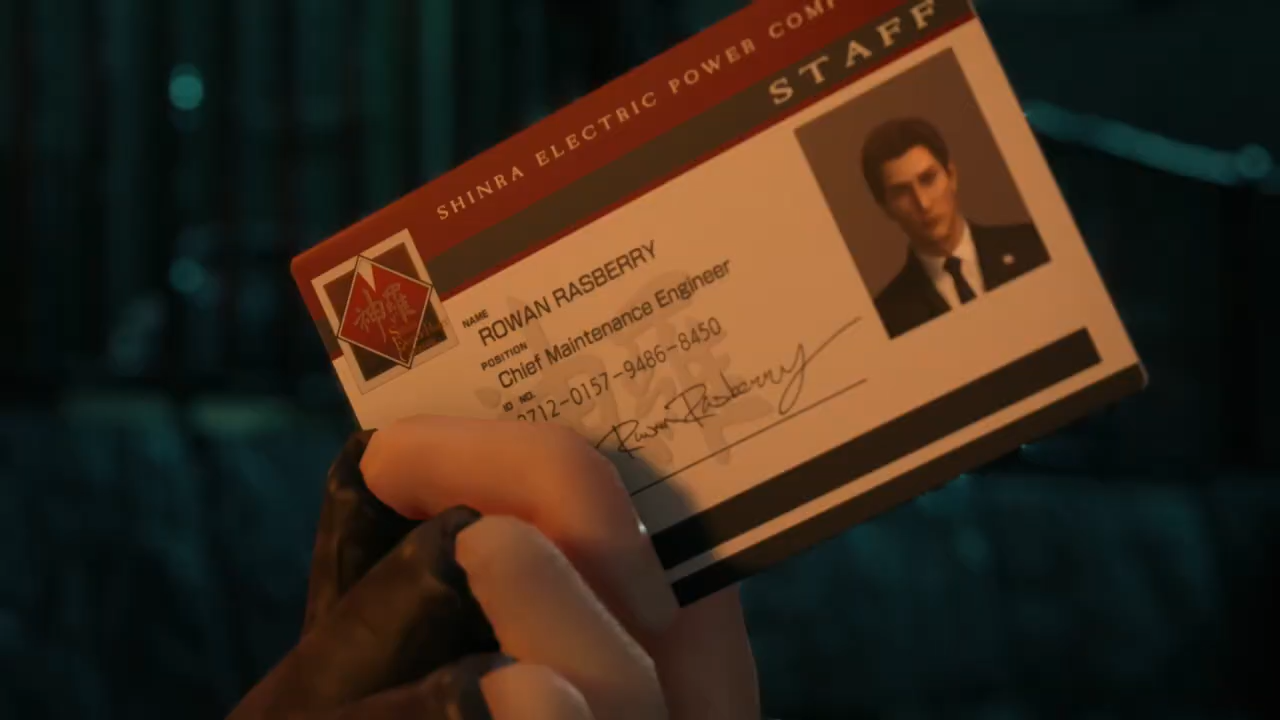 SHINRA ELECTRIC POWER COMP
STAFF
神羅
NAME
ROWAN RASBERRY
POSITION
Chief Maintenance Engineer
ID NO.
0712-0157-9486-8450
Rowan Rasberry